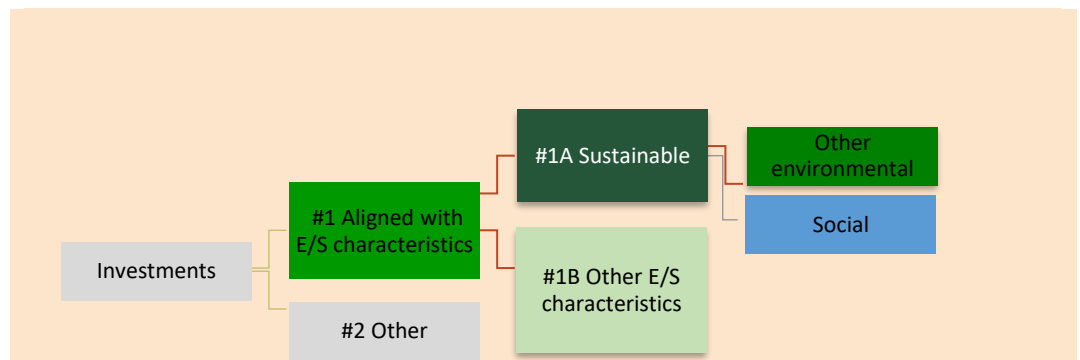 #1A Sustainable
Other
environmental
#1 Aligned with
E/S characteristics
Social
Investments
#1B Other E/S
characteristics
#2 Other